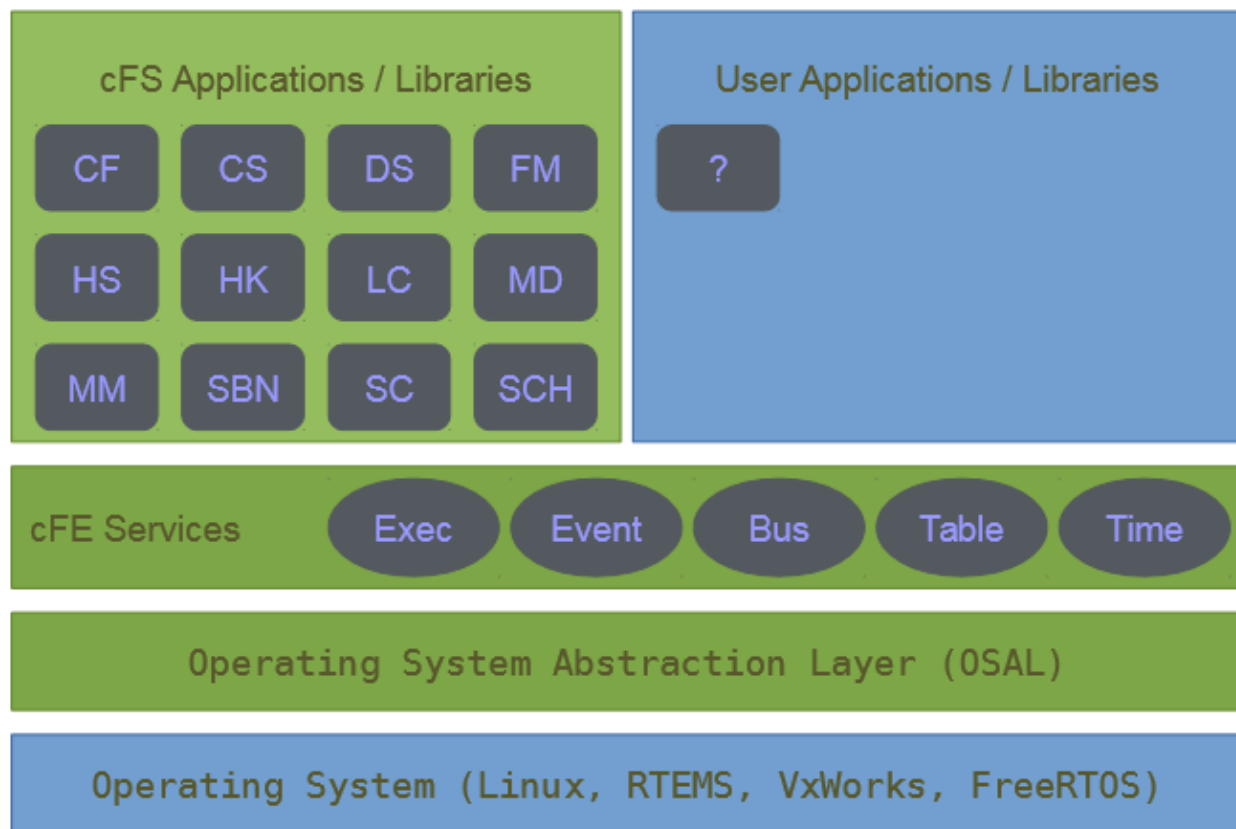 cFS Applications / Libraries
CF CS DS FM
HS HK LC MD
MM SBN SC SCH
User Applications / Libraries
?
cFE Services Exec Event Bus Table Time
Operating System Abstraction Layer (OSAL)
Operating System (Linux, RTEMS, VxWorks, FreeRTOS)